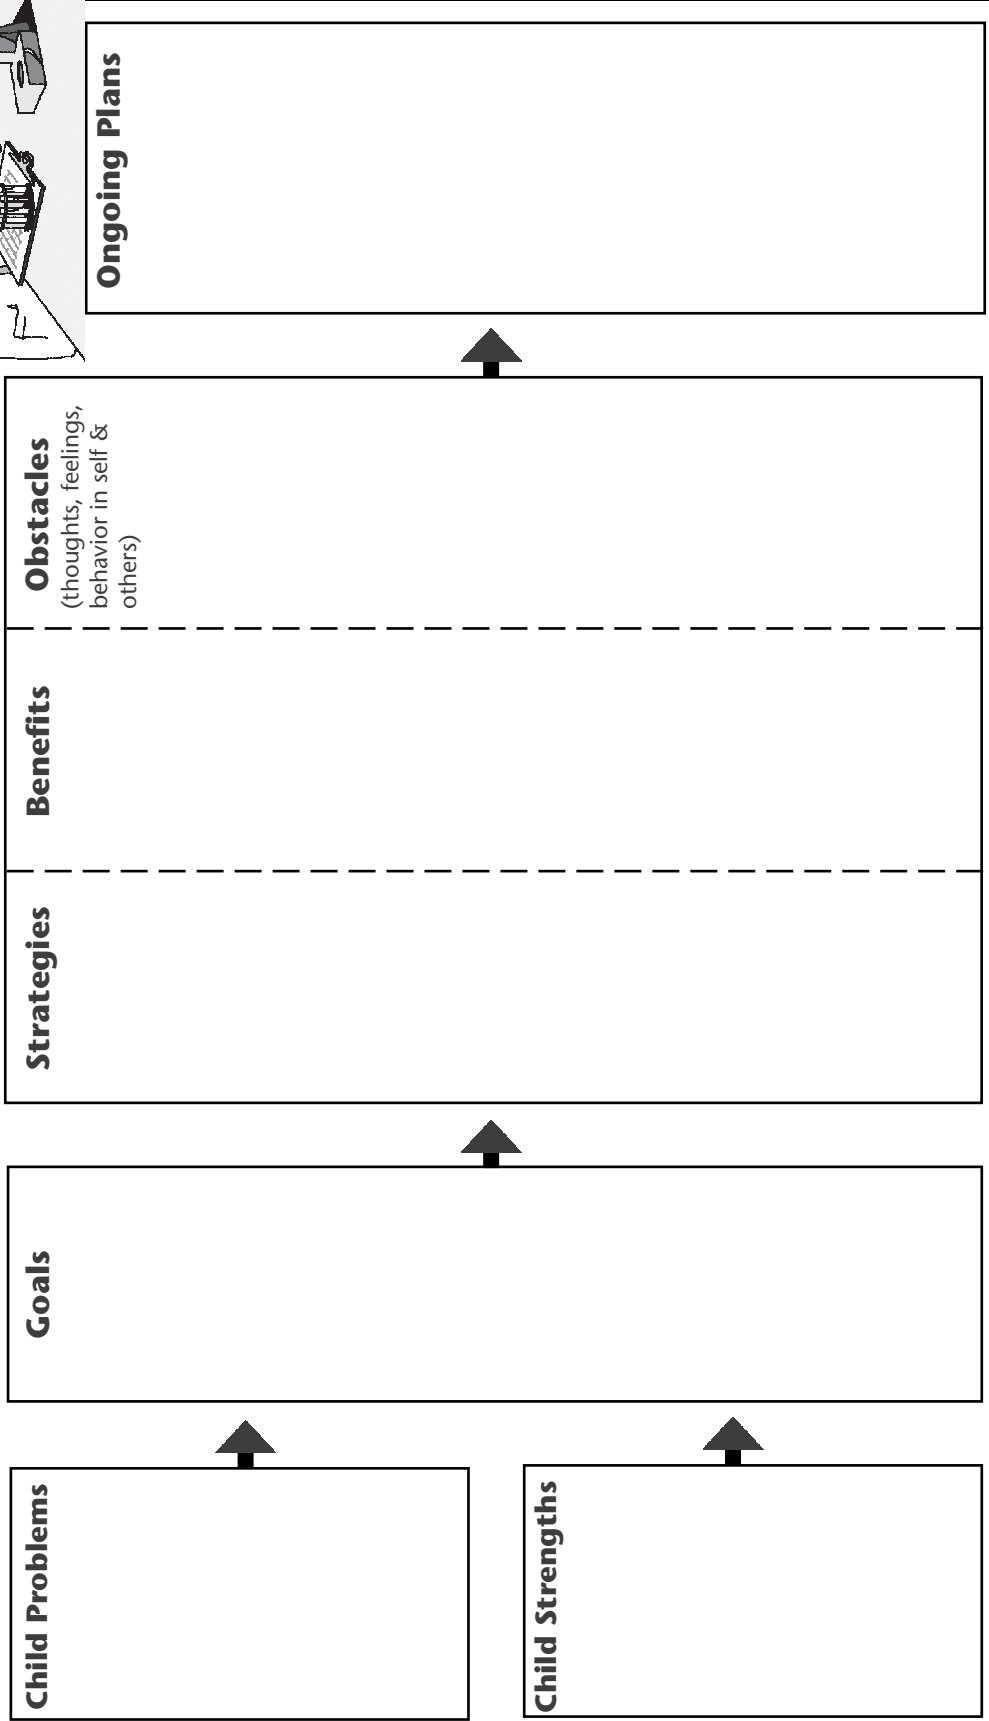 Child Problems
Child Strengths
Goals
Strategies
Benefits
Obstacles
(thoughts, feelings,
behavior in self &
others)
Ongoing Plans